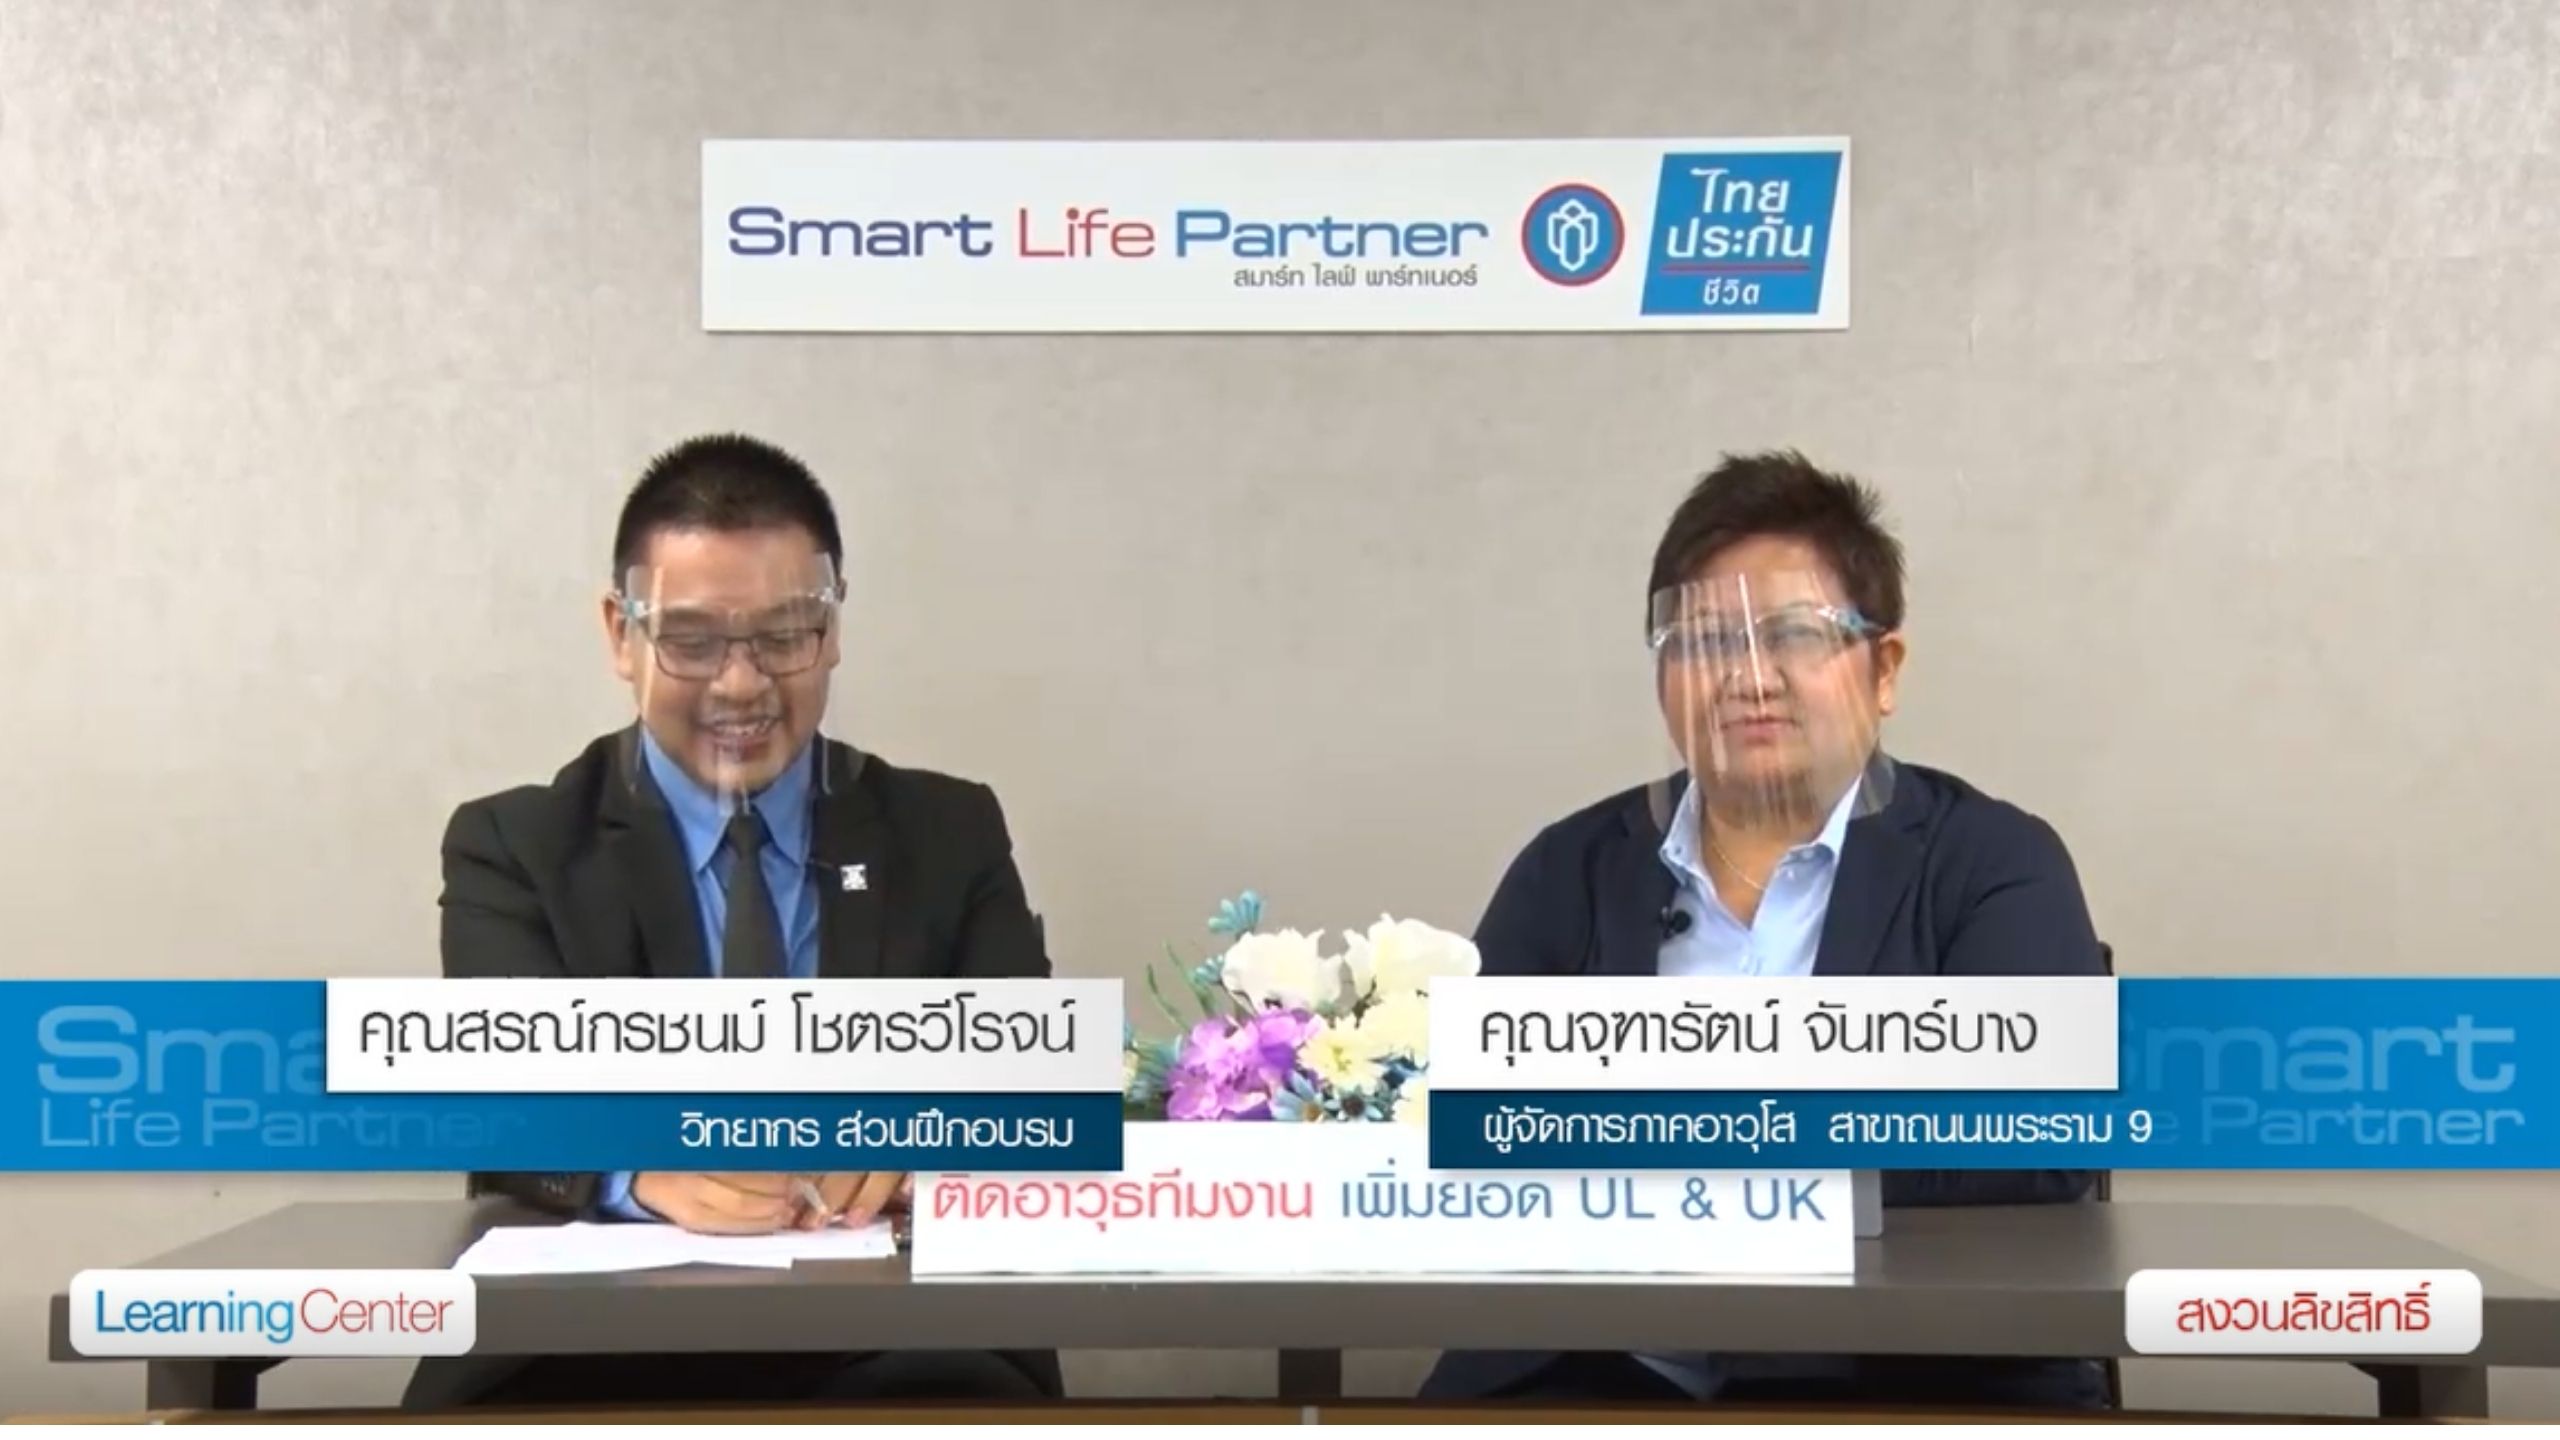 Smart Life Partner
สมาร์ท ไลฟ์ พาร์ทเนอร์
ไทย
ประกัน
ชีวิต
คุณสรณ์กรชนม์ โชตรวีโรจน์
วิทยากร ส่วนฝึกอบรม
คุณจุฑารัตน์ จันทร์บาง
ผู้จัดการภาคอาวุโส สาขาถนนพระราม 9
Smart
Life Partner
Smart
Life Partner
ติดอาวุธทีมงาน เพิ่มยอด UL & UK
Learning Center
สงวนลิขสิทธิ์